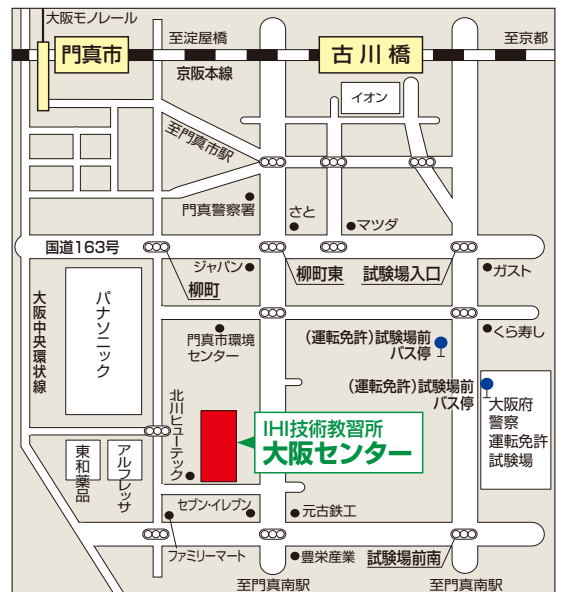 大阪モノレール
至淀屋橋
至京都
門真市
古川橋
京阪本線
イオン
至門真市駅
門真警察署
さと
マツダ
国道163号
ジャパン
柳町
柳町東
試験場入口
ガスト
大阪中央環状線
パナソニック
門真市環境
センター
(運転免許)試験場前
バス停
くら寿し
(運転免許)試験場前
バス停
大阪府
警察
運転免許
試験場
北川ヒューテック
IHI技術教習所
大阪センター
東和薬品
アルフレッサ
セブン・イレブン
元古鉄工
ファミリーマート
豊栄産業
試験場前南
至門真南駅
至門真南駅